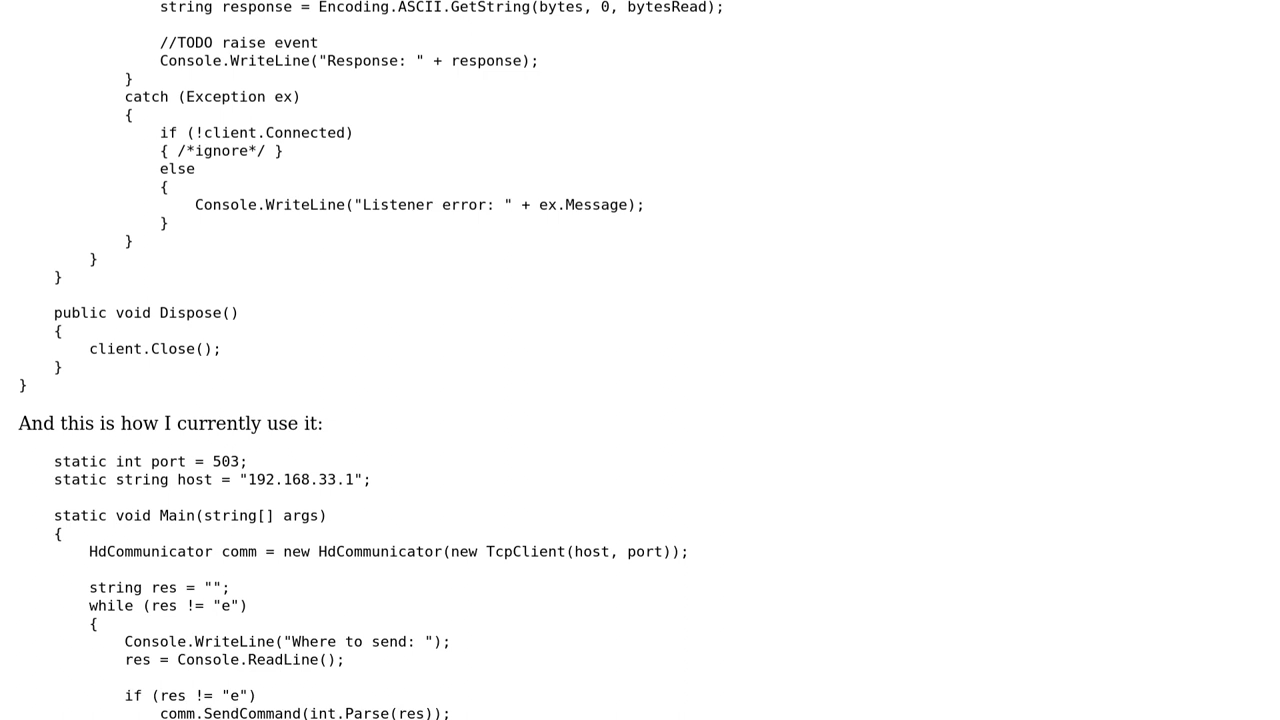 string response = Encoding.ASCII.GetString(bytes, 0, bytesRead);
//TODO raise event
Console.WriteLine("Response: " + response);
}
catch (Exception ex)
{
if (!client.Connected)
{ /*ignore*/ }
else
{
Console.WriteLine("Listener error: " + ex.Message);
}
}
}
}
public void Dispose()
{
client.Close();
}
}
And this is how I currently use it:
static int port = 503;
static string host = "192.168.33.1";
static void Main(string[] args)
{
HdCommunicator comm = new HdCommunicator(new TcpClient(host, port));
string res = "";
while (res != "e")
{
Console.WriteLine("Where to send: ");
res = Console.ReadLine();
if (res != "e")
comm.SendCommand(int.Parse(res));